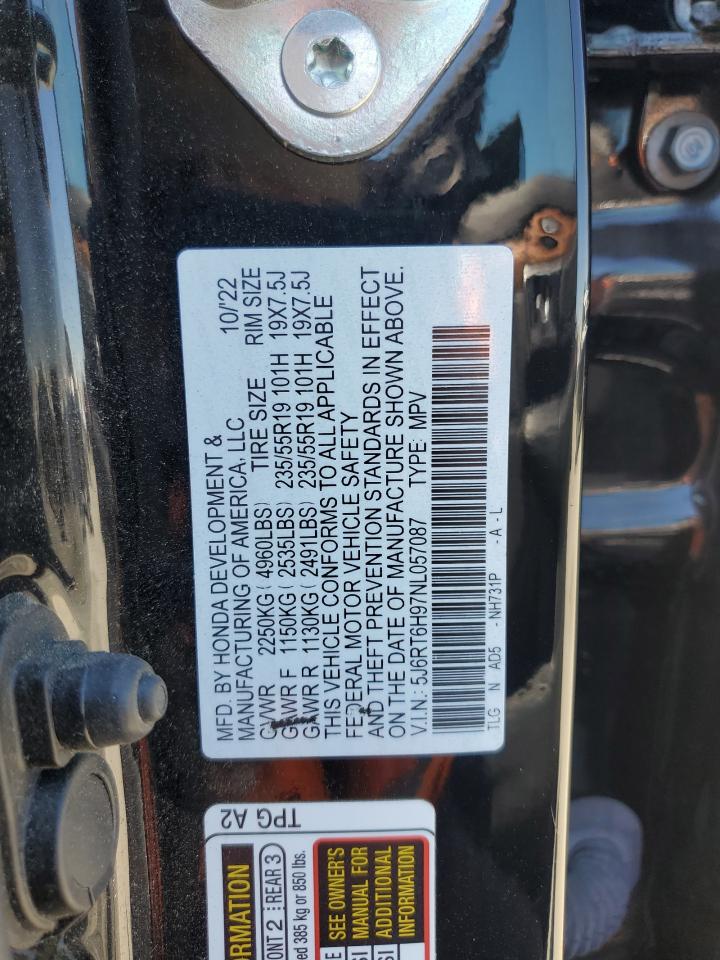 MFD. BY HONDA DEVELOPMENT & 10/'22
MANUFACTURING OF AMERICA, LLC
GVWR 2250KG ( 4960LBS) TIRE SIZE RIM SIZE
GAWR F 1150KG ( 2535LBS) 235/55R19 101H 19X7.5J
GAWR R 1130KG ( 2491LBS) 235/55R19 101H 19X7.5J
THIS VEHICLE CONFORMS TO ALL APPLICABLE
FEDERAL MOTOR VEHICLE SAFETY
AND THEFT PREVENTION STANDARDS IN EFFECT
ON THE DATE OF MANUFACTURE SHOWN ABOVE.
V.I.N.: 5J6RT6H97NL057087 TYPE: MPV
TLG N AD5 - NH731P - A - L
TPG A2
RMATION
ONT 2 REAR 3
ed 385 kg or 850 lbs.
SEE OWNER'S
MANUAL FOR
ADDITIONAL
INFORMATION